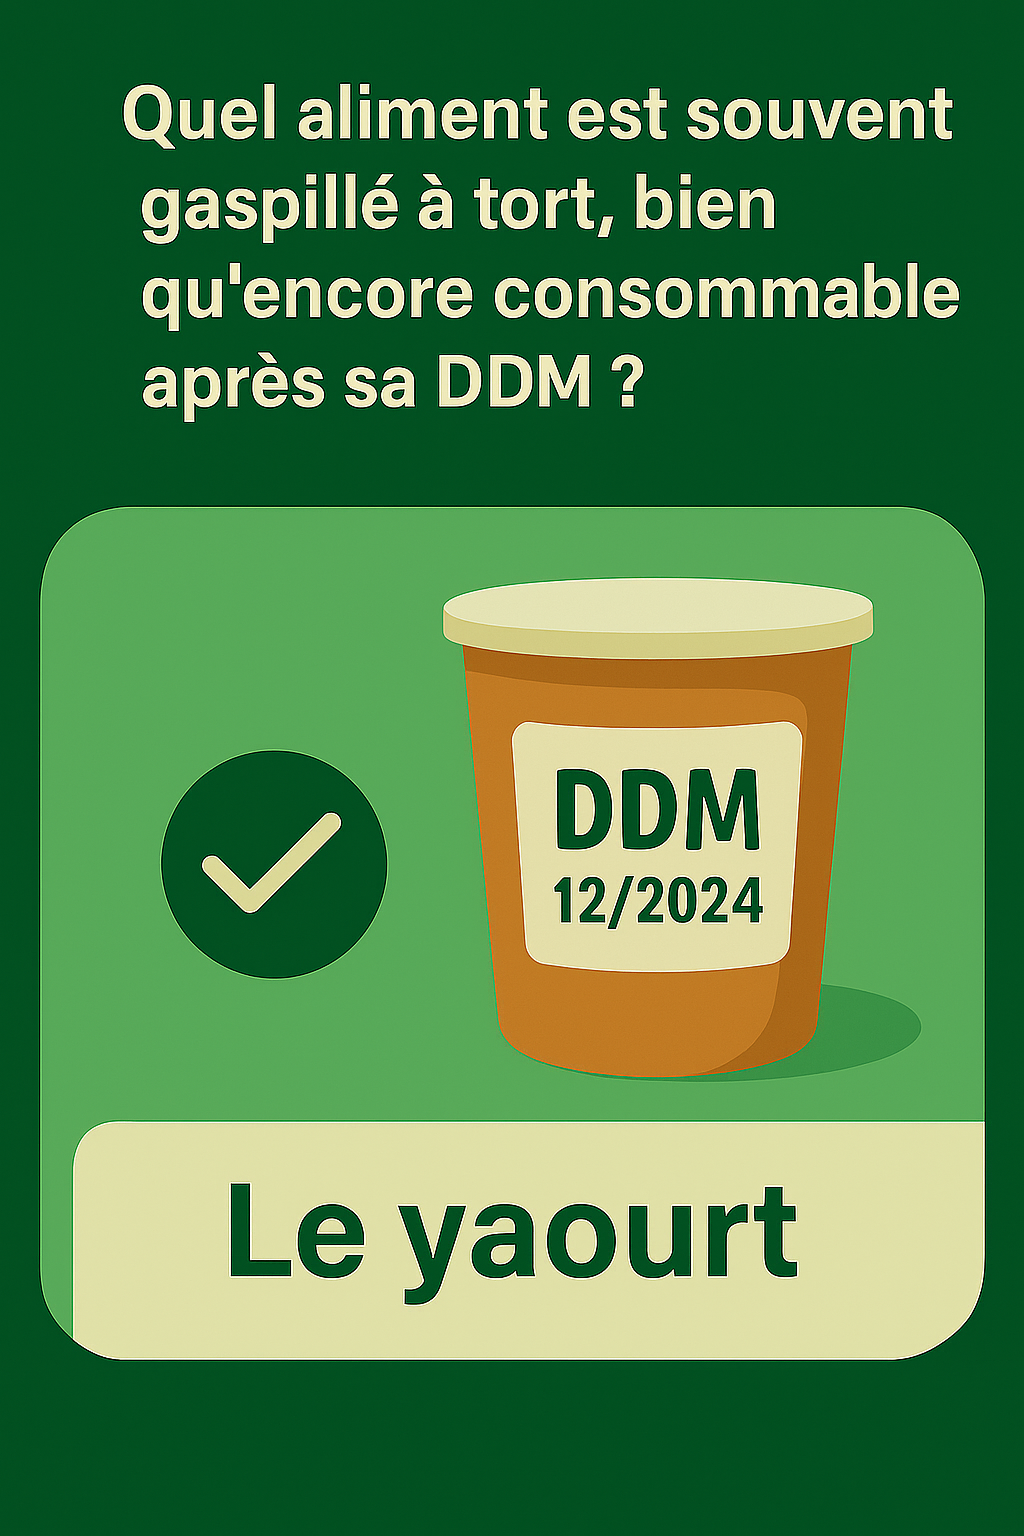 Quel aliment est souvent
gaspillé à tort, bien
qu'encore consommable
après sa DDM ?
DDM
12/2024
Le yaourt